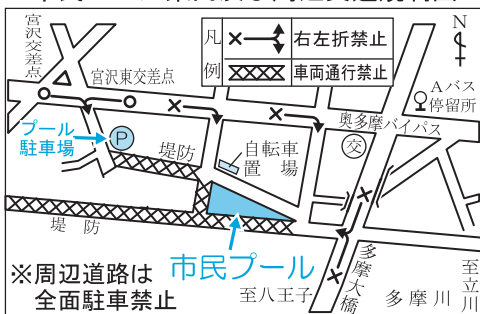 宮沢交差点
凡例
右左折禁止
車両通行禁止
N
宮沢東交差点
Aバス
停留所
奥多摩バイパス
プール
駐車場
P
堤防
自転車
置場
交
堤防
市民プール
※周辺道路は
全面駐車禁止
至八王子
多摩大橋
多摩川
至立川